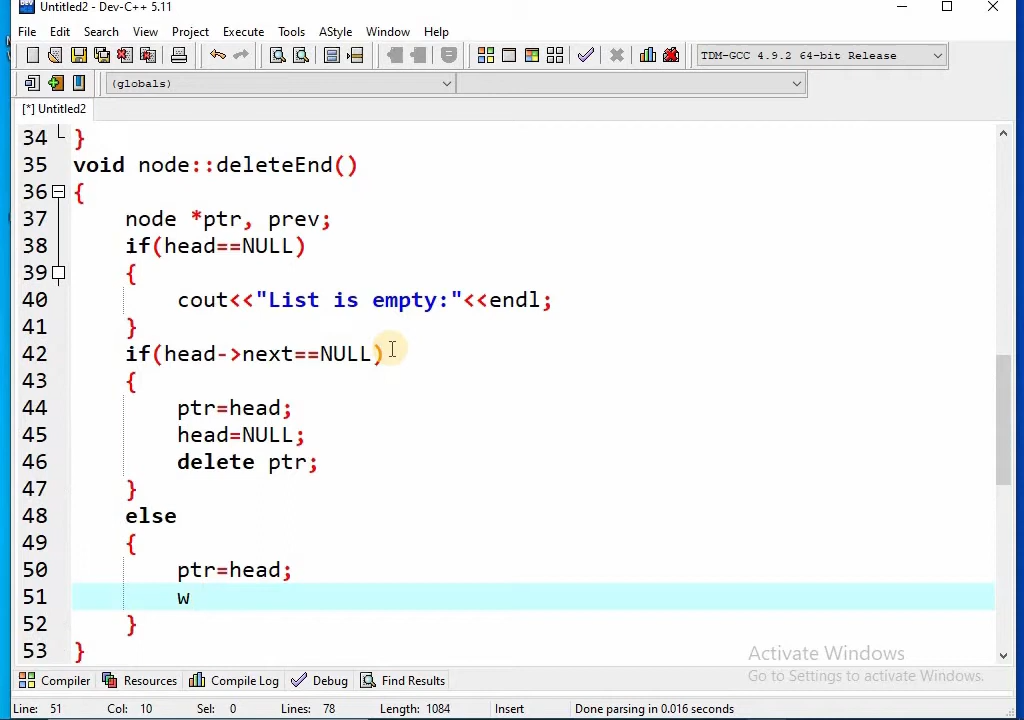 Untitled2 - Dev-C++ 5.11
File Edit Search View Project Execute Tools AStyle Window Help
TDM-GCC 4.9.2 64-bit Release
(globals)
[*] Untitled2
34 }
35 void node::deleteEnd()
36 {
37 node *ptr, prev;
38 if(head==NULL)
39 {
40 cout<<"List is empty:"<<endl;
41 }
42 if(head->next==NULL)
43 {
44 ptr=head;
45 head=NULL;
46 delete ptr;
47 }
48 else
49 {
50 ptr=head;
51 w
52 }
53 }
Activate Windows
Go to Settings to activate Windows.
Compiler Resources Compile Log Debug Find Results
Line: 51 Col: 10 Sel: 0 Lines: 78 Length: 1084 Insert Done parsing in 0.016 seconds